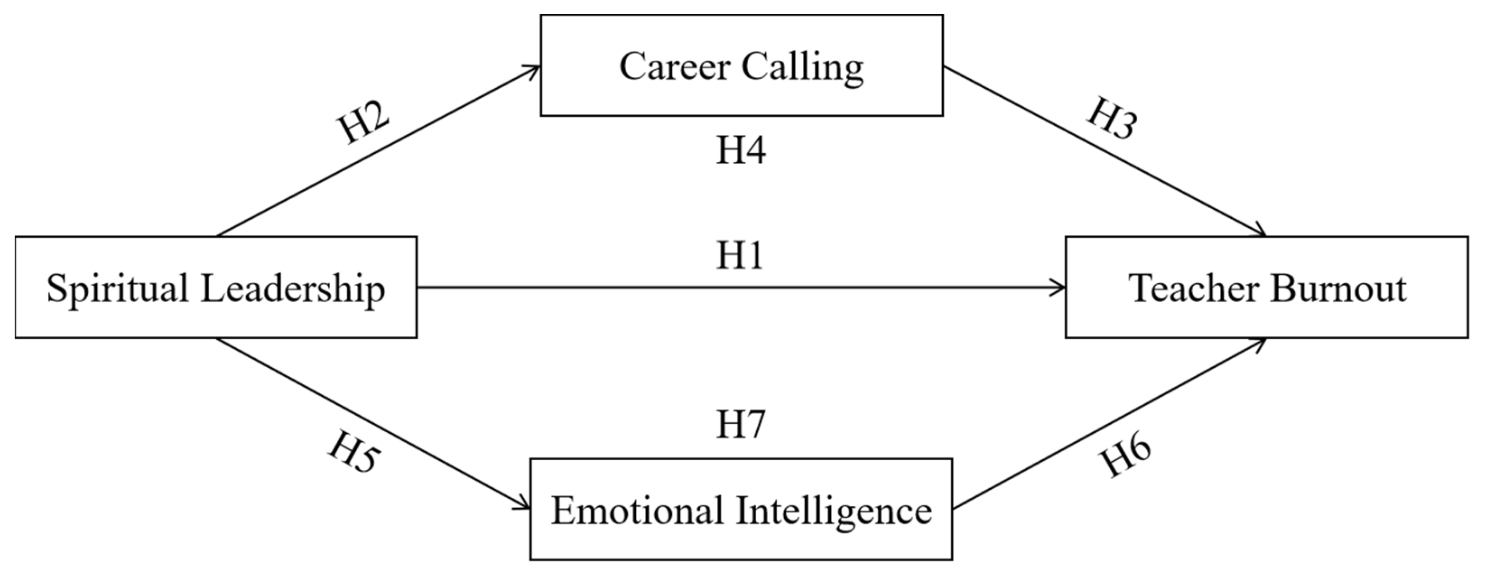 Career Calling
H2
H3
H4
H1
Spiritual Leadership
Teacher Burnout
H7
H5
H6
Emotional Intelligence